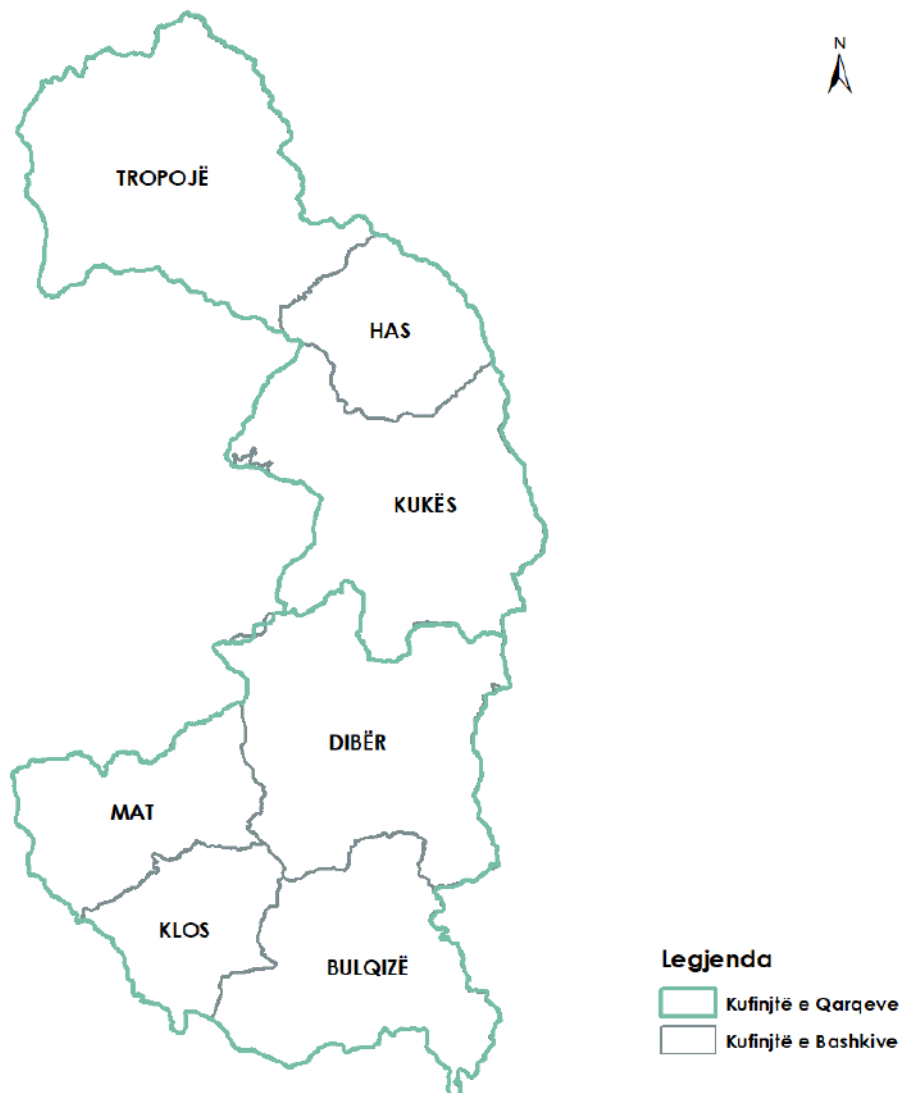 N
TROPOJË
HAS
KUKËS
DIBËR
MAT
KLOS
BULQIZË
Legjenda
Kufinjtë e Qarqeve
Kufinjtë e Bashkive